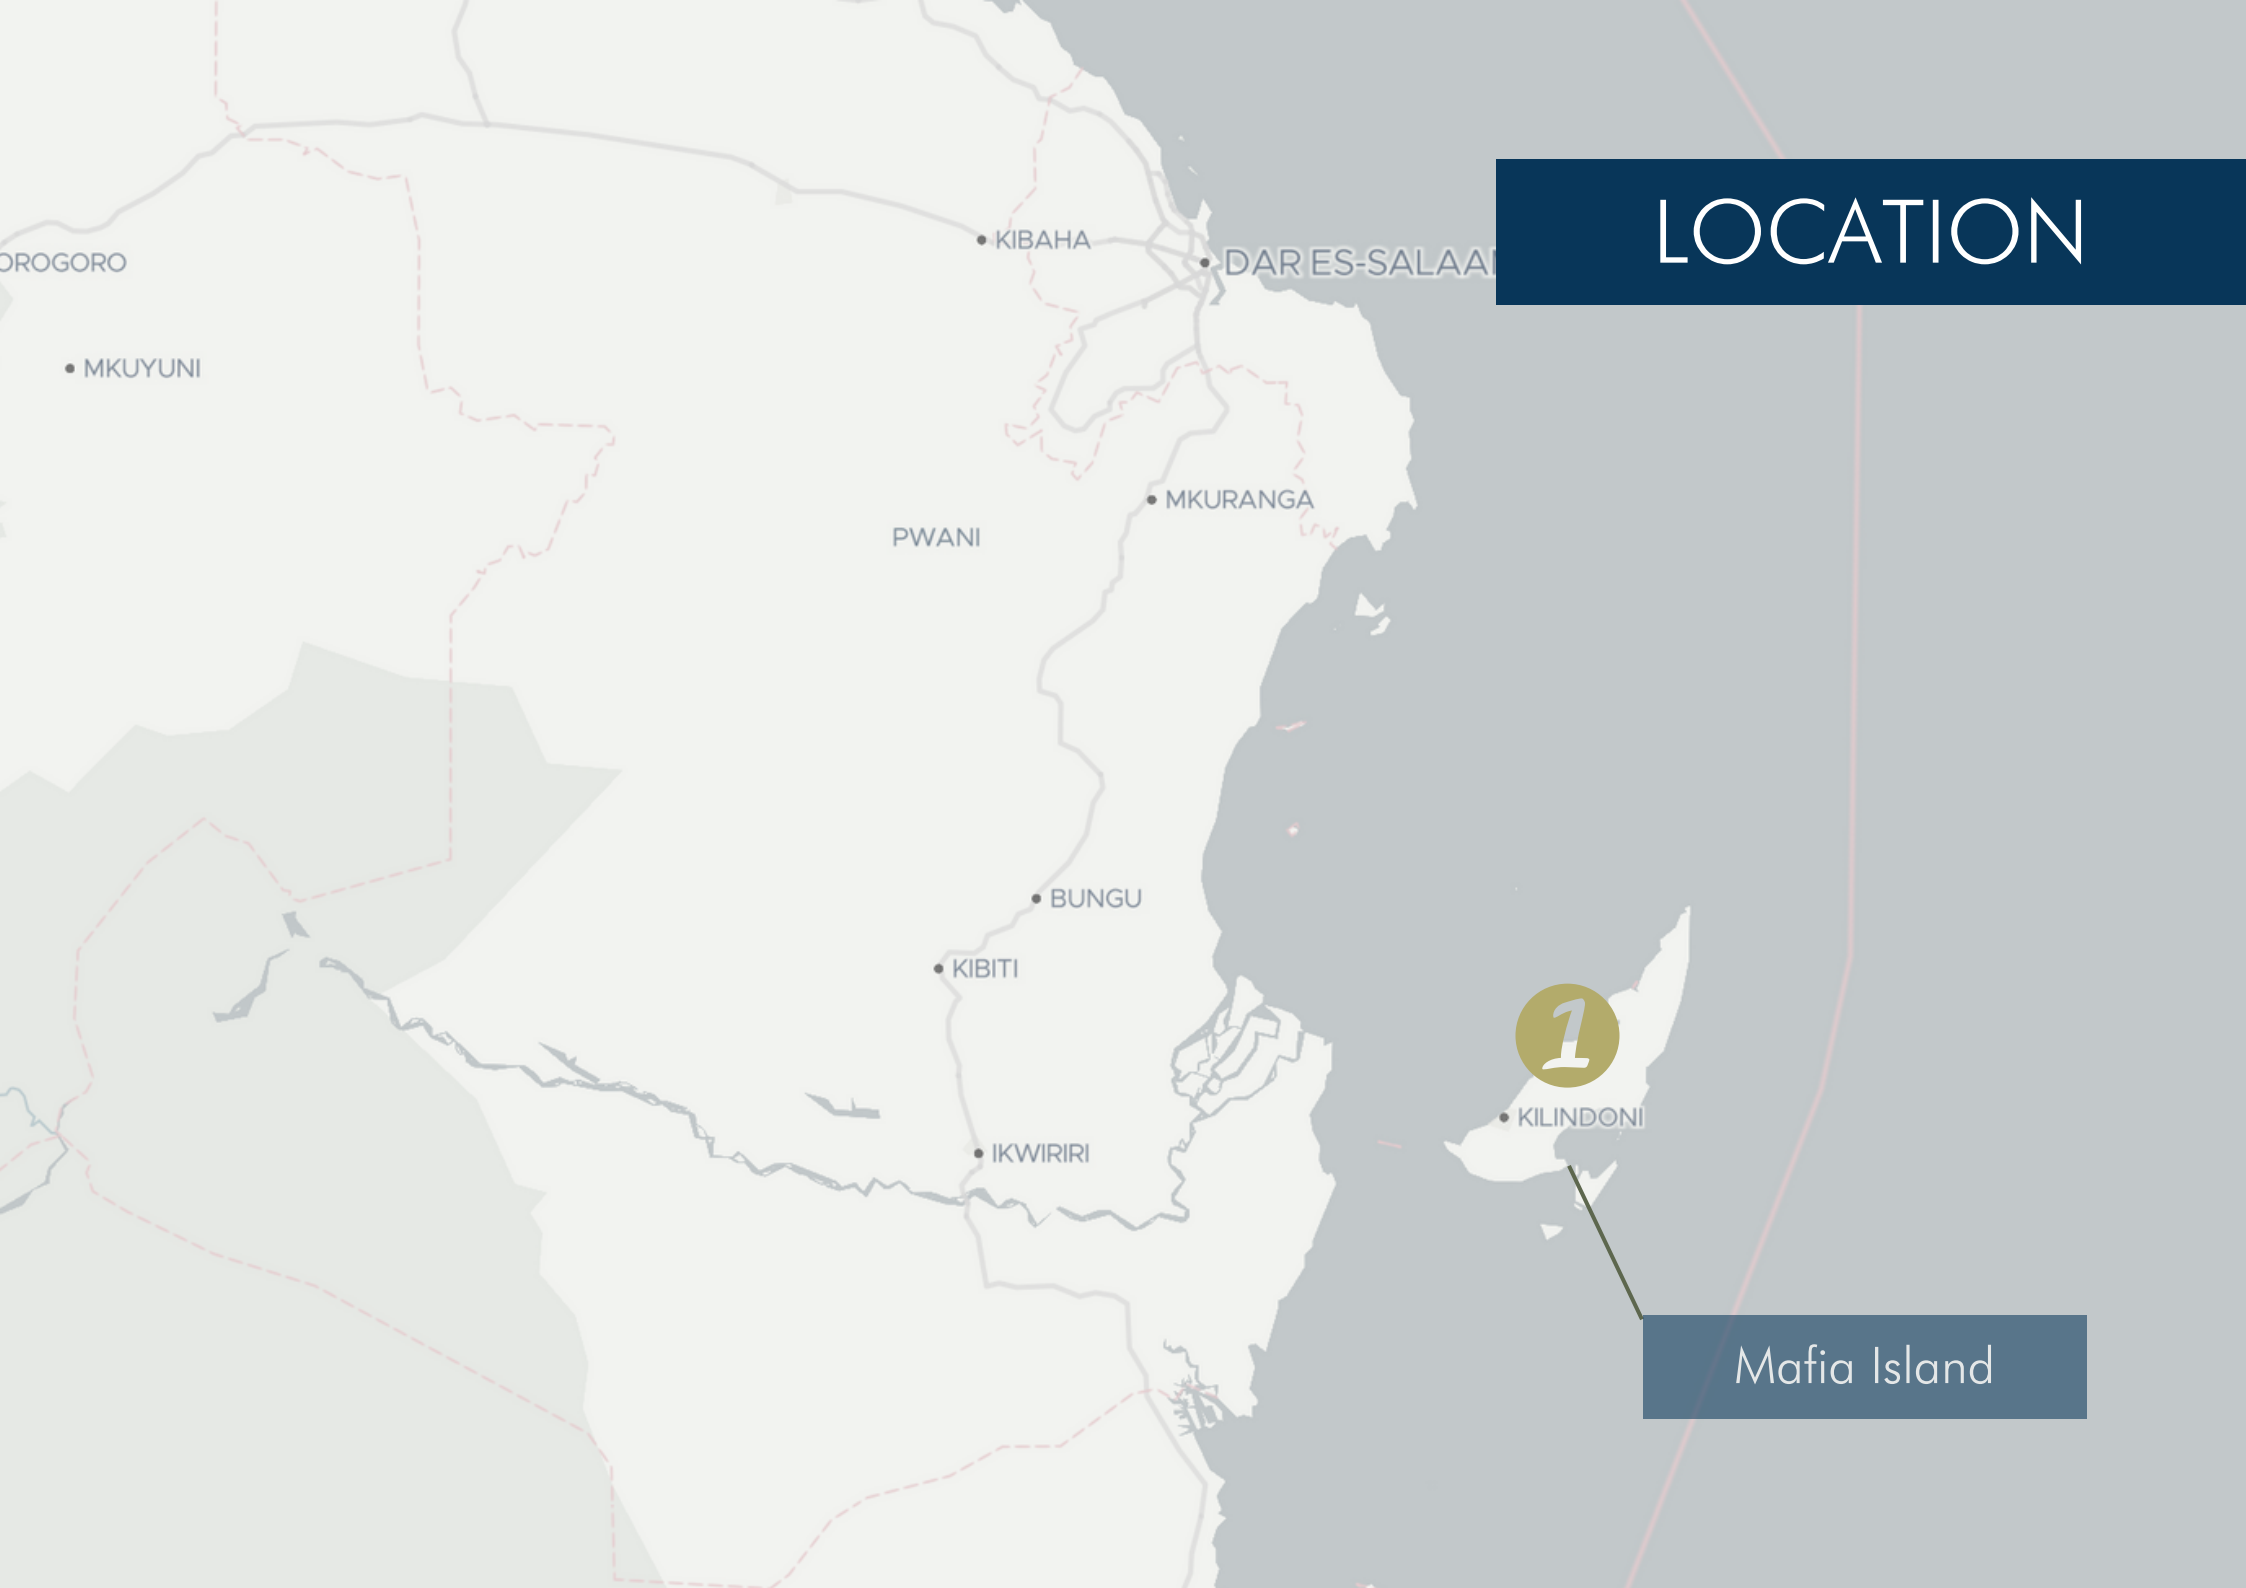 LOCATION
KIBAHA
DAR ES-SALAA
OROGORO
MKUYUNI
MKURANGA
PWANI
BUNGU
KIBITI
1
KILINDONI
IKWIRIRI
Mafia Island